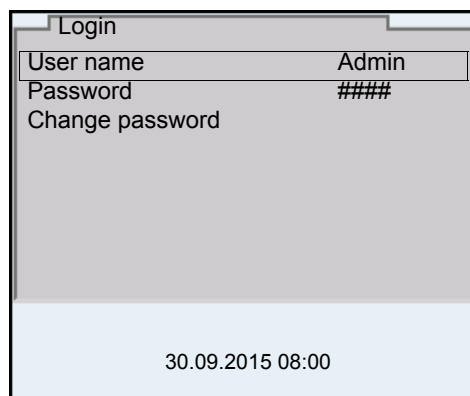 Login
User name Admin
Password ####
Change password
30.09.2015 08:00